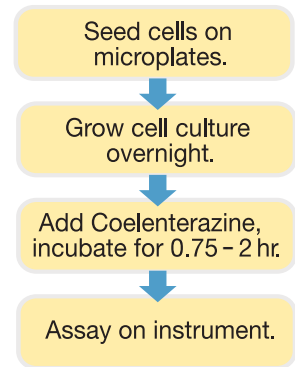 Seed cells on
microplates.
Grow cell culture
overnight.
Add Coelenterazine,
incubate for 0.75 – 2 hr.
Assay on instrument.